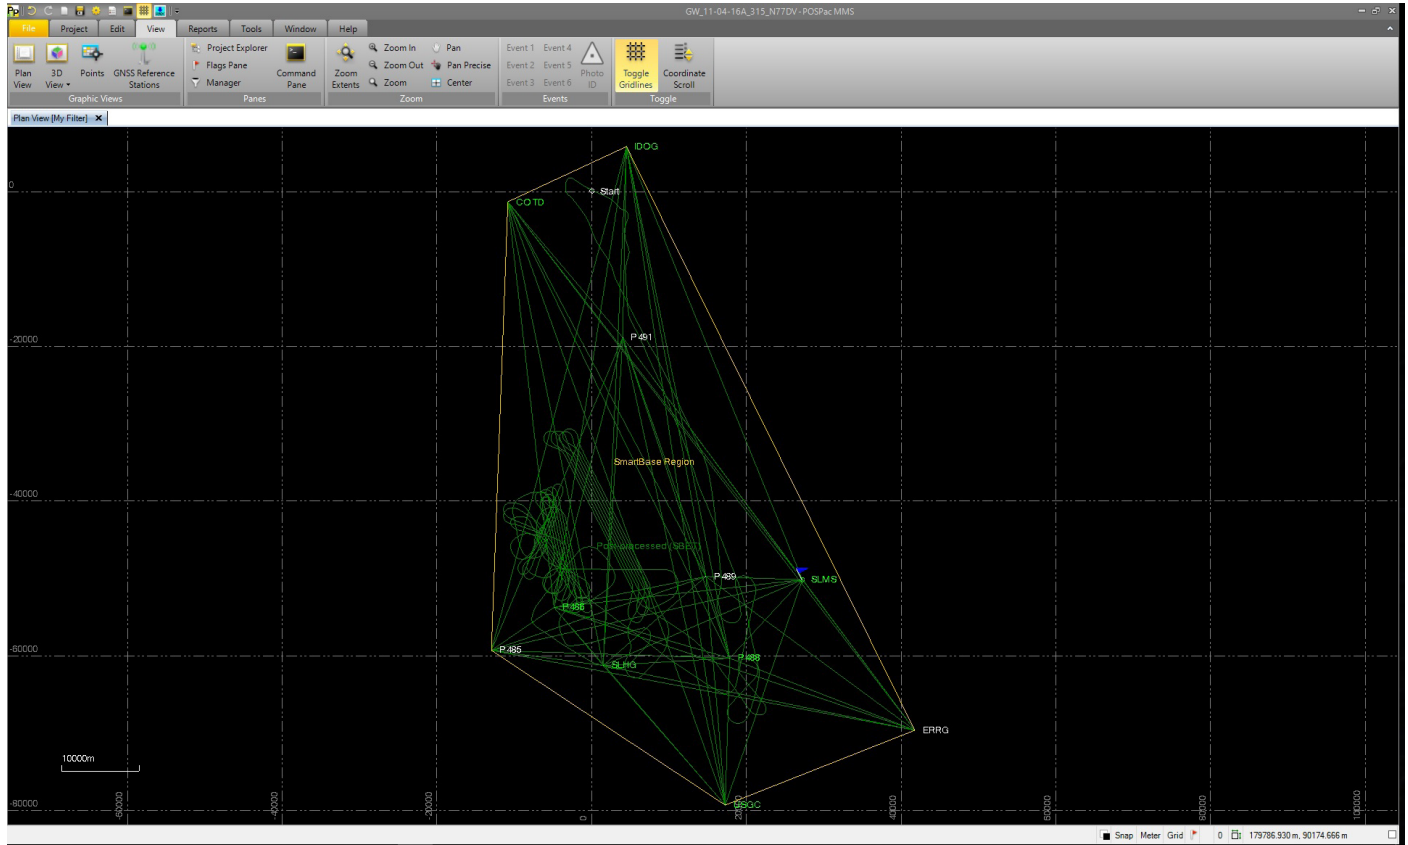 GW_11-04-16A_315_N77DV - POSPac MMS
File Project Edit View Reports Tools Window Help
Plan View
3D View
Points
GNSS Reference Stations
Graphic Views
Project Explorer
Flags Pane
Manager
Command Pane
Panes
Zoom Extents
Zoom In
Zoom Out
Zoom
Pan
Pan Precise
Center
Zoom
Event 1 Event 4
Event 2 Event 5
Event 3 Event 6
Photo ID
Events
Toggle Gridlines
Coordinate Scroll
Toggle
Plan View [My Filter]
IDOG
0
Start
COTD
-20000
P491
SmartBase Region
-40000
Post-processed (SBET)
P489
SLMS
P486
-60000
P485
SLHG
P488
ERRG
10000m
-80000
-60000
-40000
-20000
0
20000
40000
60000
80000
100000
Snap Meter Grid 0 179786.930 m, 90174.666 m